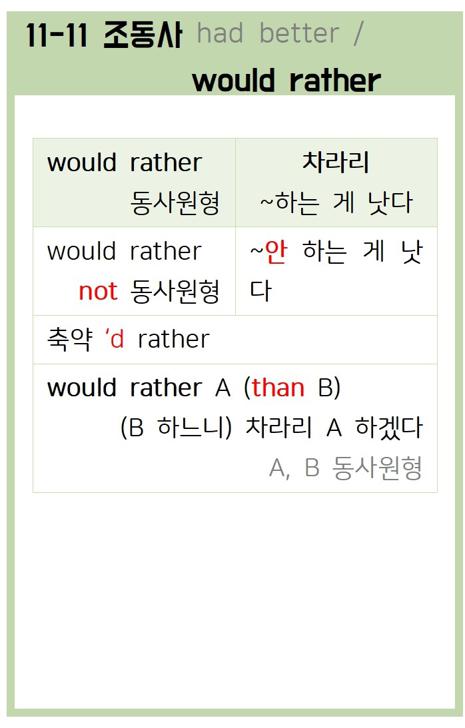 11-11 조동사 had better /
would rather
would rather
동사원형
차라리
~하는 게 낫다
would rather
not 동사원형
~안 하는 게 낫
다
축약 ‘d rather
would rather A (than B)
(B 하느니) 차라리 A 하겠다
A, B 동사원형